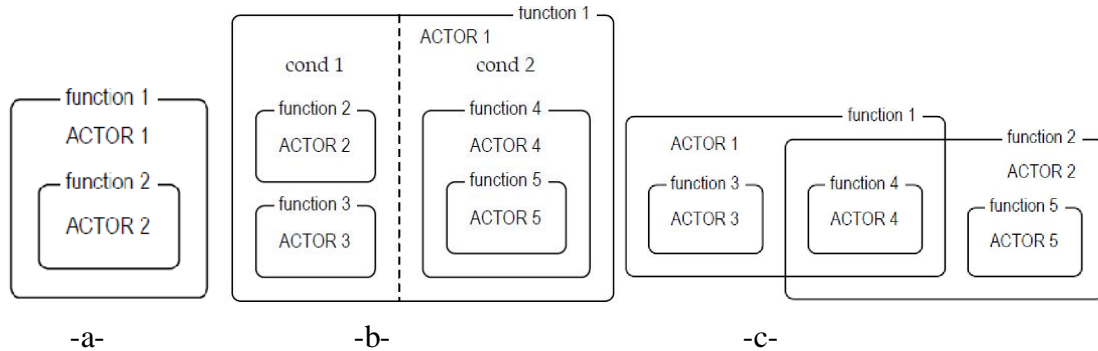 function 1
ACTOR 1
function 2
ACTOR 2
-a-
function 1
ACTOR 1
cond 1
cond 2
function 2
ACTOR 2
function 3
ACTOR 3
function 4
ACTOR 4
function 5
ACTOR 5
-b-
function 1
ACTOR 1
function 2
ACTOR 2
function 3
ACTOR 3
function 4
ACTOR 4
function 5
ACTOR 5
-c-